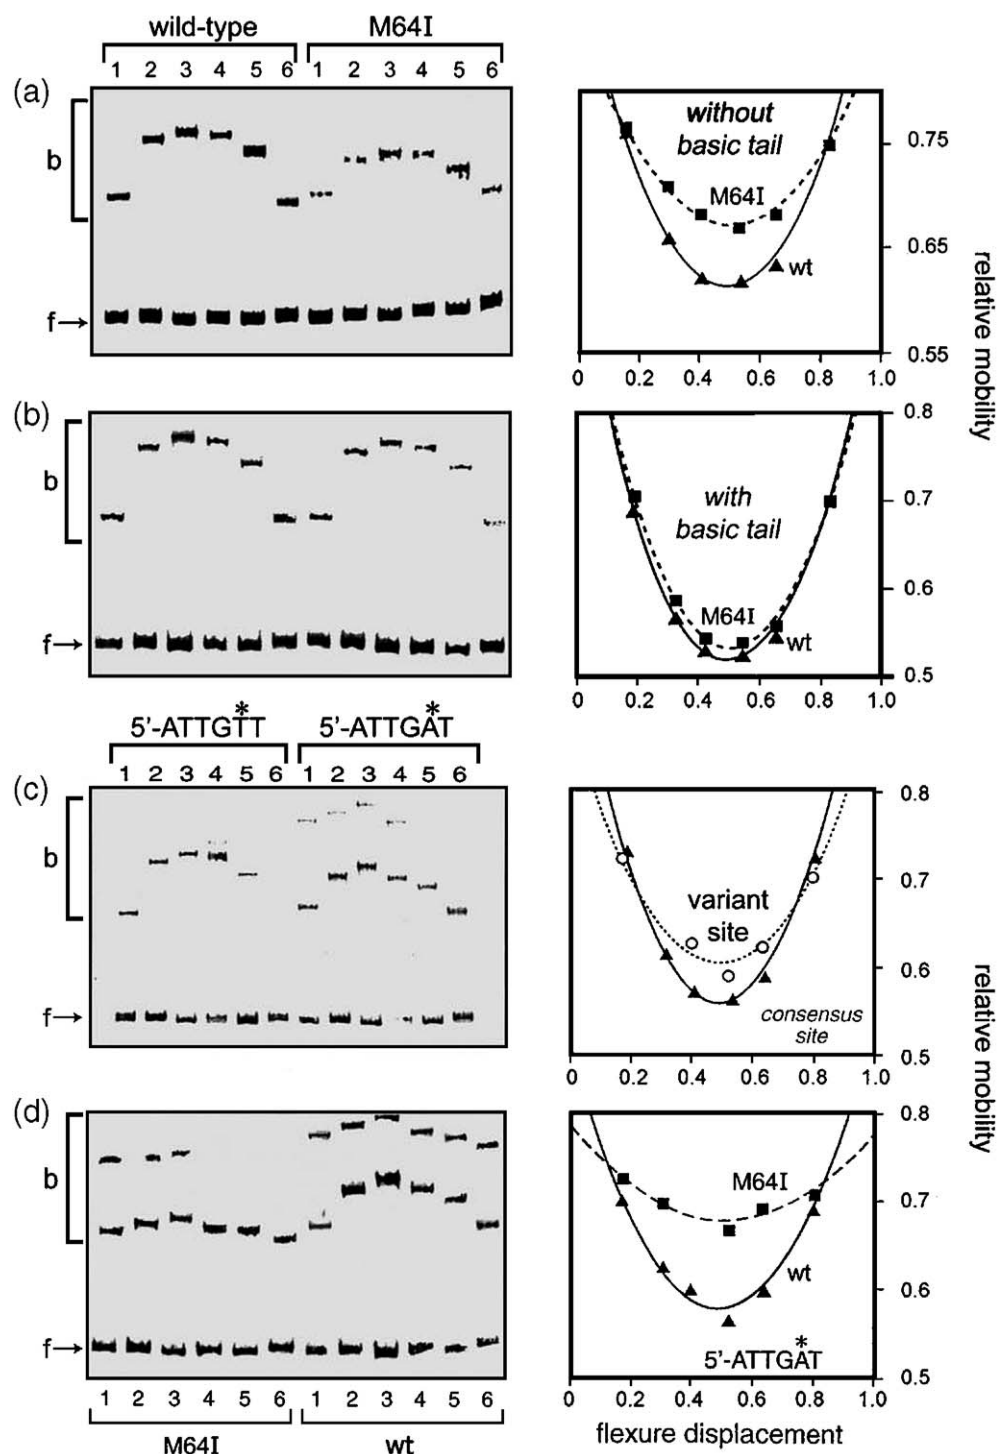 wild-type M64I
1 2 3 4 5 6 1 2 3 4 5 6
(a)
b
f→
without
basic tail
M64I
wt
0.75
0.65
0.55
0 0.2 0.4 0.6 0.8 1.0
relative mobility
(b)
b
f→
with
basic tail
M64I
wt
0.8
0.7
0.6
0.5
0 0.2 0.4 0.6 0.8 1.0
* *
5'-ATTGTT 5'-ATTGAT
1 2 3 4 5 6 1 2 3 4 5 6
(c)
b
f→
variant
site
consensus
site
0.8
0.7
0.6
0.5
0 0.2 0.4 0.6 0.8 1.0
relative mobility
(d)
b
f→
1 2 3 4 5 6 1 2 3 4 5 6
M64I wt
M64I
wt
*
5'-ATTGAT
0.8
0.7
0.6
0.5
0 0.2 0.4 0.6 0.8 1.0
flexure displacement